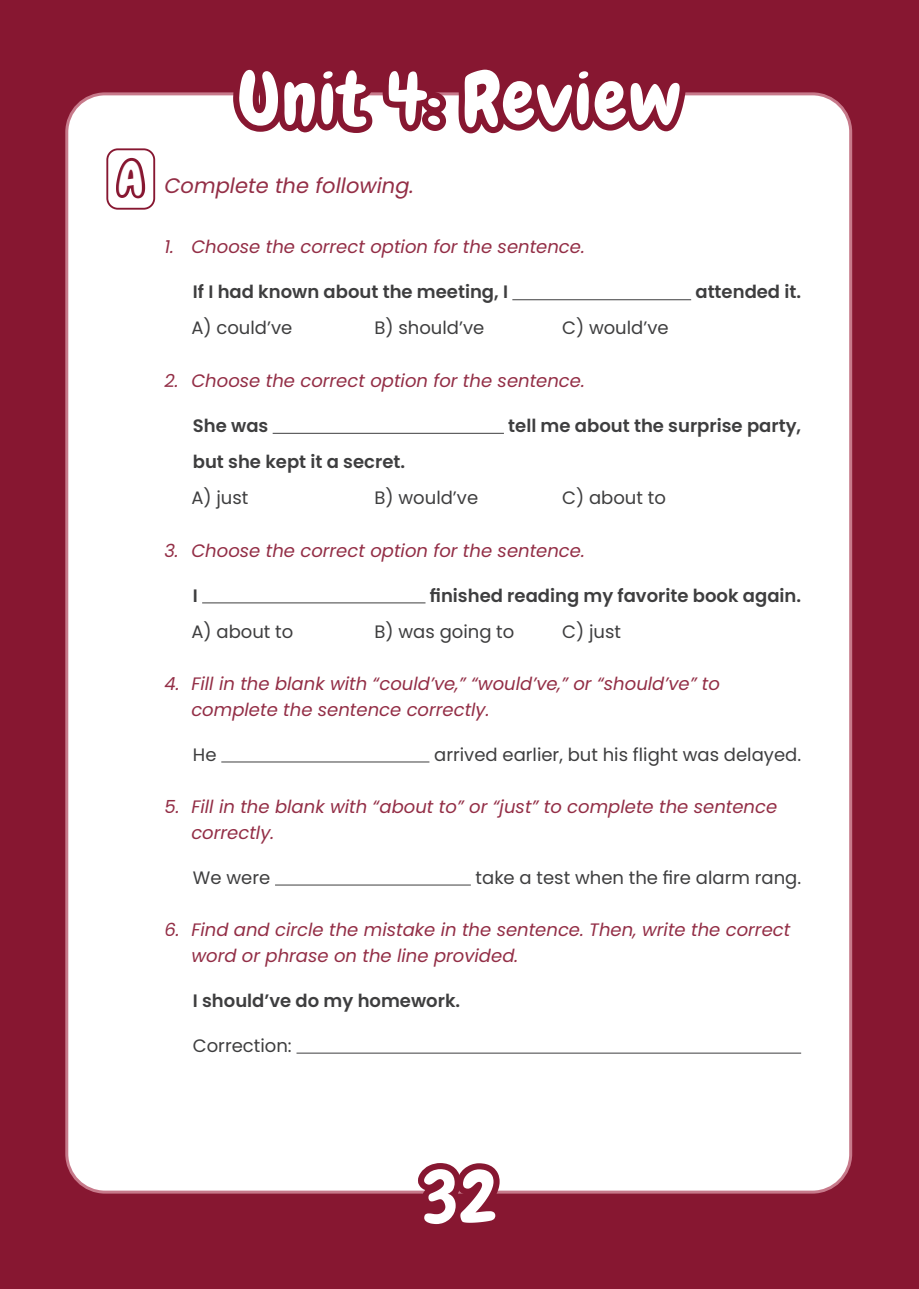 Unit 4: Review
A Complete the following.
1. Choose the correct option for the sentence.
If I had known about the meeting, I ____________________ attended it.
A) could’ve B) should’ve C) would’ve
2. Choose the correct option for the sentence.
She was __________________________ tell me about the surprise party,
but she kept it a secret.
A) just B) would’ve C) about to
3. Choose the correct option for the sentence.
I _________________________ finished reading my favorite book again.
A) about to B) was going to C) just
4. Fill in the blank with “could’ve,” “would’ve,” or “should’ve” to
complete the sentence correctly.
He _______________________ arrived earlier, but his flight was delayed.
5. Fill in the blank with “about to” or “just” to complete the sentence
correctly.
We were ______________________ take a test when the fire alarm rang.
6. Find and circle the mistake in the sentence. Then, write the correct
word or phrase on the line provided.
I should’ve do my homework.
Correction: ________________________________________________________
32